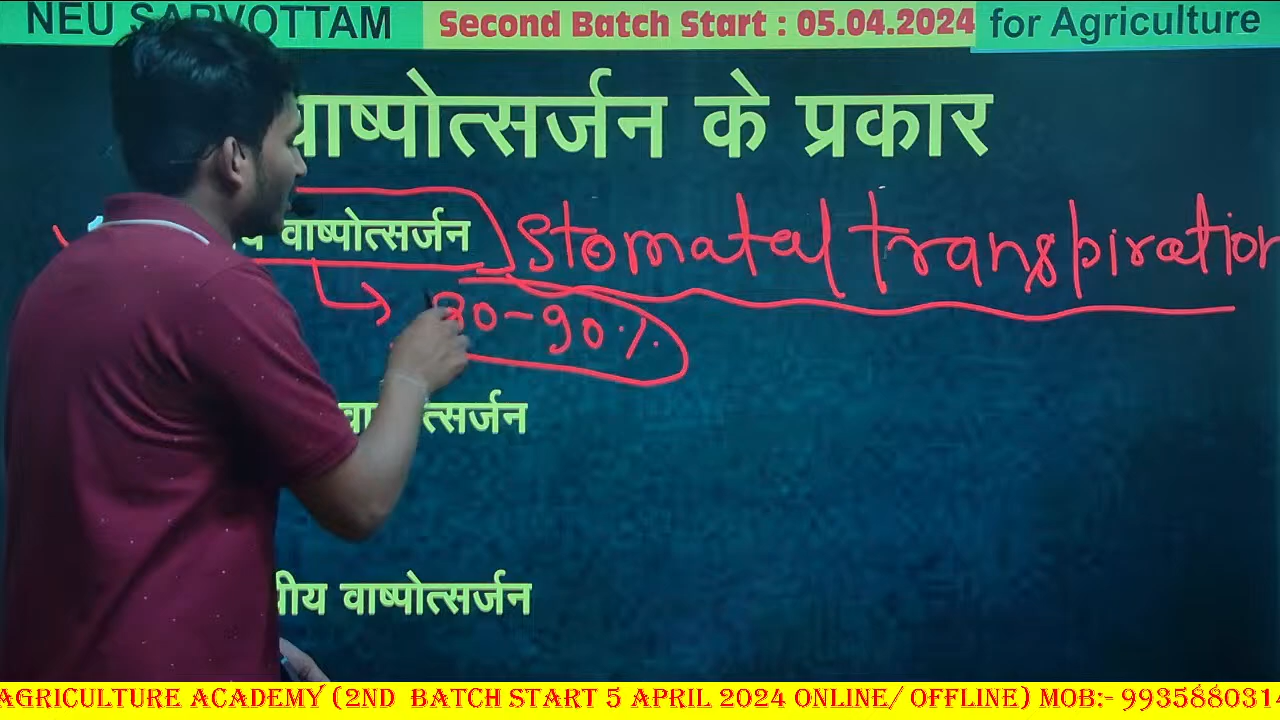 NEU SARVOTTAM Second Batch Start : 05.04.2024 for Agriculture
वाष्पोत्सर्जन के प्रकार
वाष्पोत्सर्जन Stomatal transpiration
80-90%
वाष्पोत्सर्जन
वाष्पोत्सर्जन
AGRICULTURE ACADEMY (2ND BATCH START 5 APRIL 2024 ONLINE/ OFFLINE) MOB:- 993588031